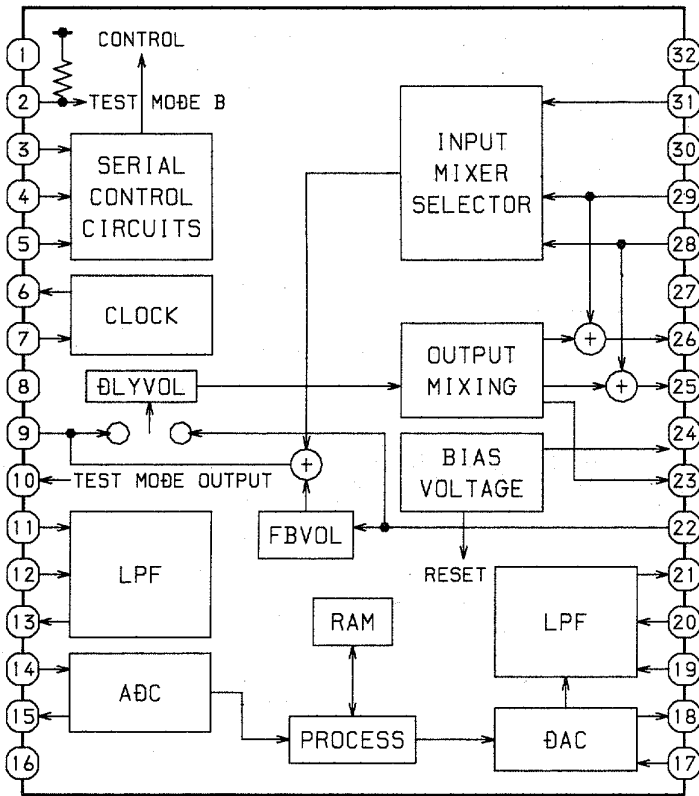 1
CONTROL
32
2
TEST MODE B
31
3
SERIAL
CONTROL
CIRCUITS
INPUT
MIXER
SELECTOR
30
4
29
5
28
6
CLOCK
27
7
OUTPUT
MIXING
+
26
8
DLYVOL
+
25
9
24
10
TEST MODE OUTPUT
+
BIAS
VOLTAGE
23
11
FBVOL
22
12
LPF
RESET
21
13
RAM
LPF
20
14
ADC
19
15
PROCESS
DAC
18
16
17